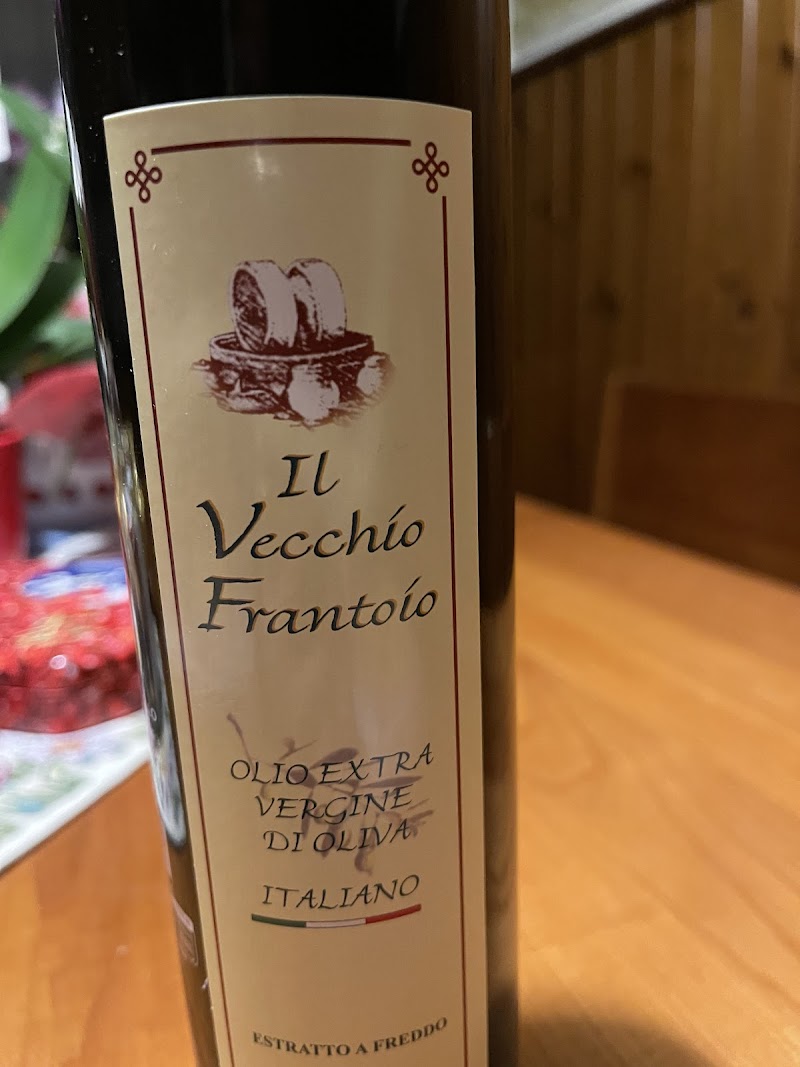 Il
Vecchio
Frantoio
OLIO EXTRA
VERGINE
DI OLIVA
ITALIANO
ESTRATTO A FREDDO